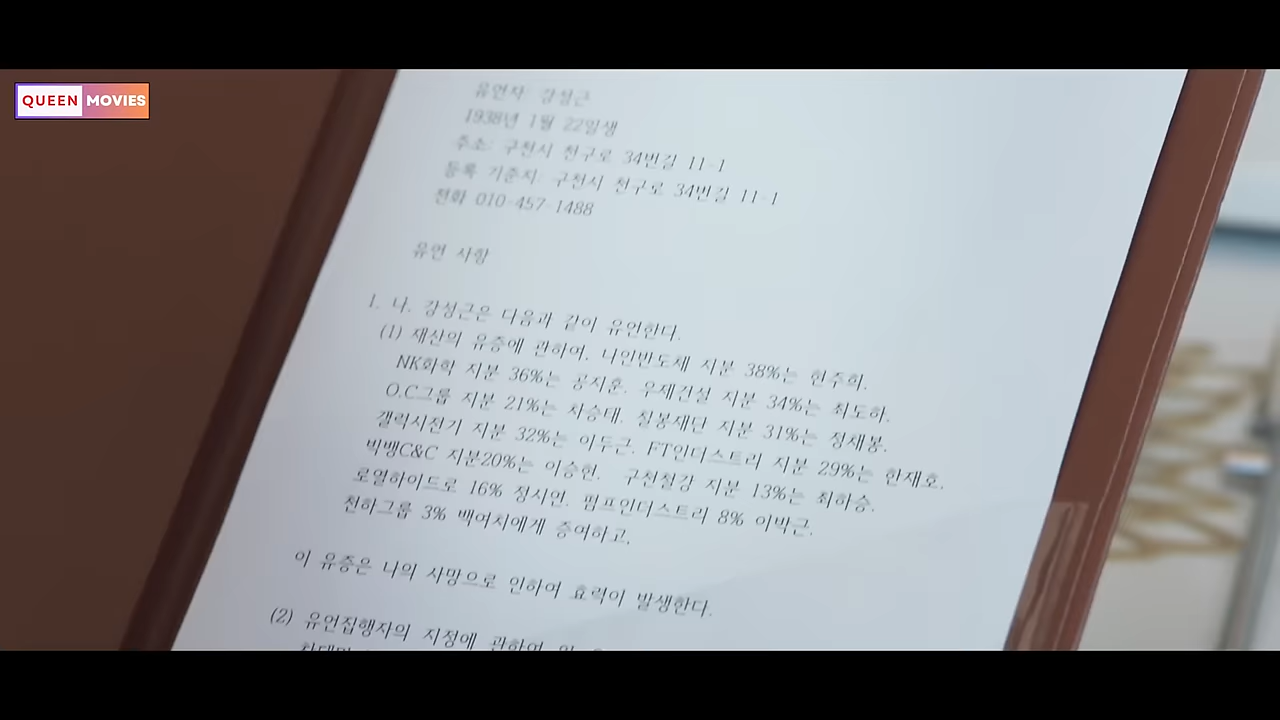 QUEEN MOVIES
유언자: 강성근
1938년 1월 22일생
주소: 구천시 천구로 34번길 11-1
등록 기준지: 구천시 천구로 34번길 11-1
전화 010-457-1488
유언 사항
1. 나. 강성근은 다음과 같이 유언한다.
(1) 재산의 유증에 관하여. 나인반도체 지분 38%는 현주희.
NK화학 지분 36%는 공지훈. 우제건설 지분 34%는 최도하.
O.C그룹 지분 21%는 차승태. 칠봉재단 지분 31%는 정채봉.
갤럭시전기 지분 32%는 이두근. FT인더스트리 지분 29%는 한재호.
빅뱅C&C 지분20%는 이승헌. 구천철강 지분 13%는 최하승.
로열하이드로 16% 정시연. 펌프인더스트리 8% 이박근.
천하그룹 3% 백여치에게 증여하고.
이 유증은 나의 사망으로 인하여 효력이 발생한다.
(2) 유언집행자의 지정에 관하여